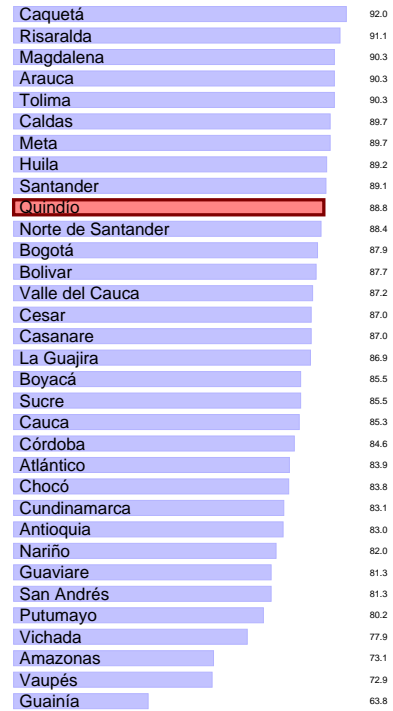 Caquetá 92.0
Risaralda 91.1
Magdalena 90.3
Arauca 90.3
Tolima 90.3
Caldas 89.7
Meta 89.7
Huila 89.2
Santander 89.1
Quindío 88.8
Norte de Santander 88.4
Bogotá 87.9
Bolivar 87.7
Valle del Cauca 87.2
Cesar 87.0
Casanare 87.0
La Guajira 86.9
Boyacá 85.5
Sucre 85.5
Cauca 85.3
Córdoba 84.6
Atlántico 83.9
Chocó 83.8
Cundinamarca 83.1
Antioquia 83.0
Nariño 82.0
Guaviare 81.3
San Andrés 81.3
Putumayo 80.2
Vichada 77.9
Amazonas 73.1
Vaupés 72.9
Guainía 63.8